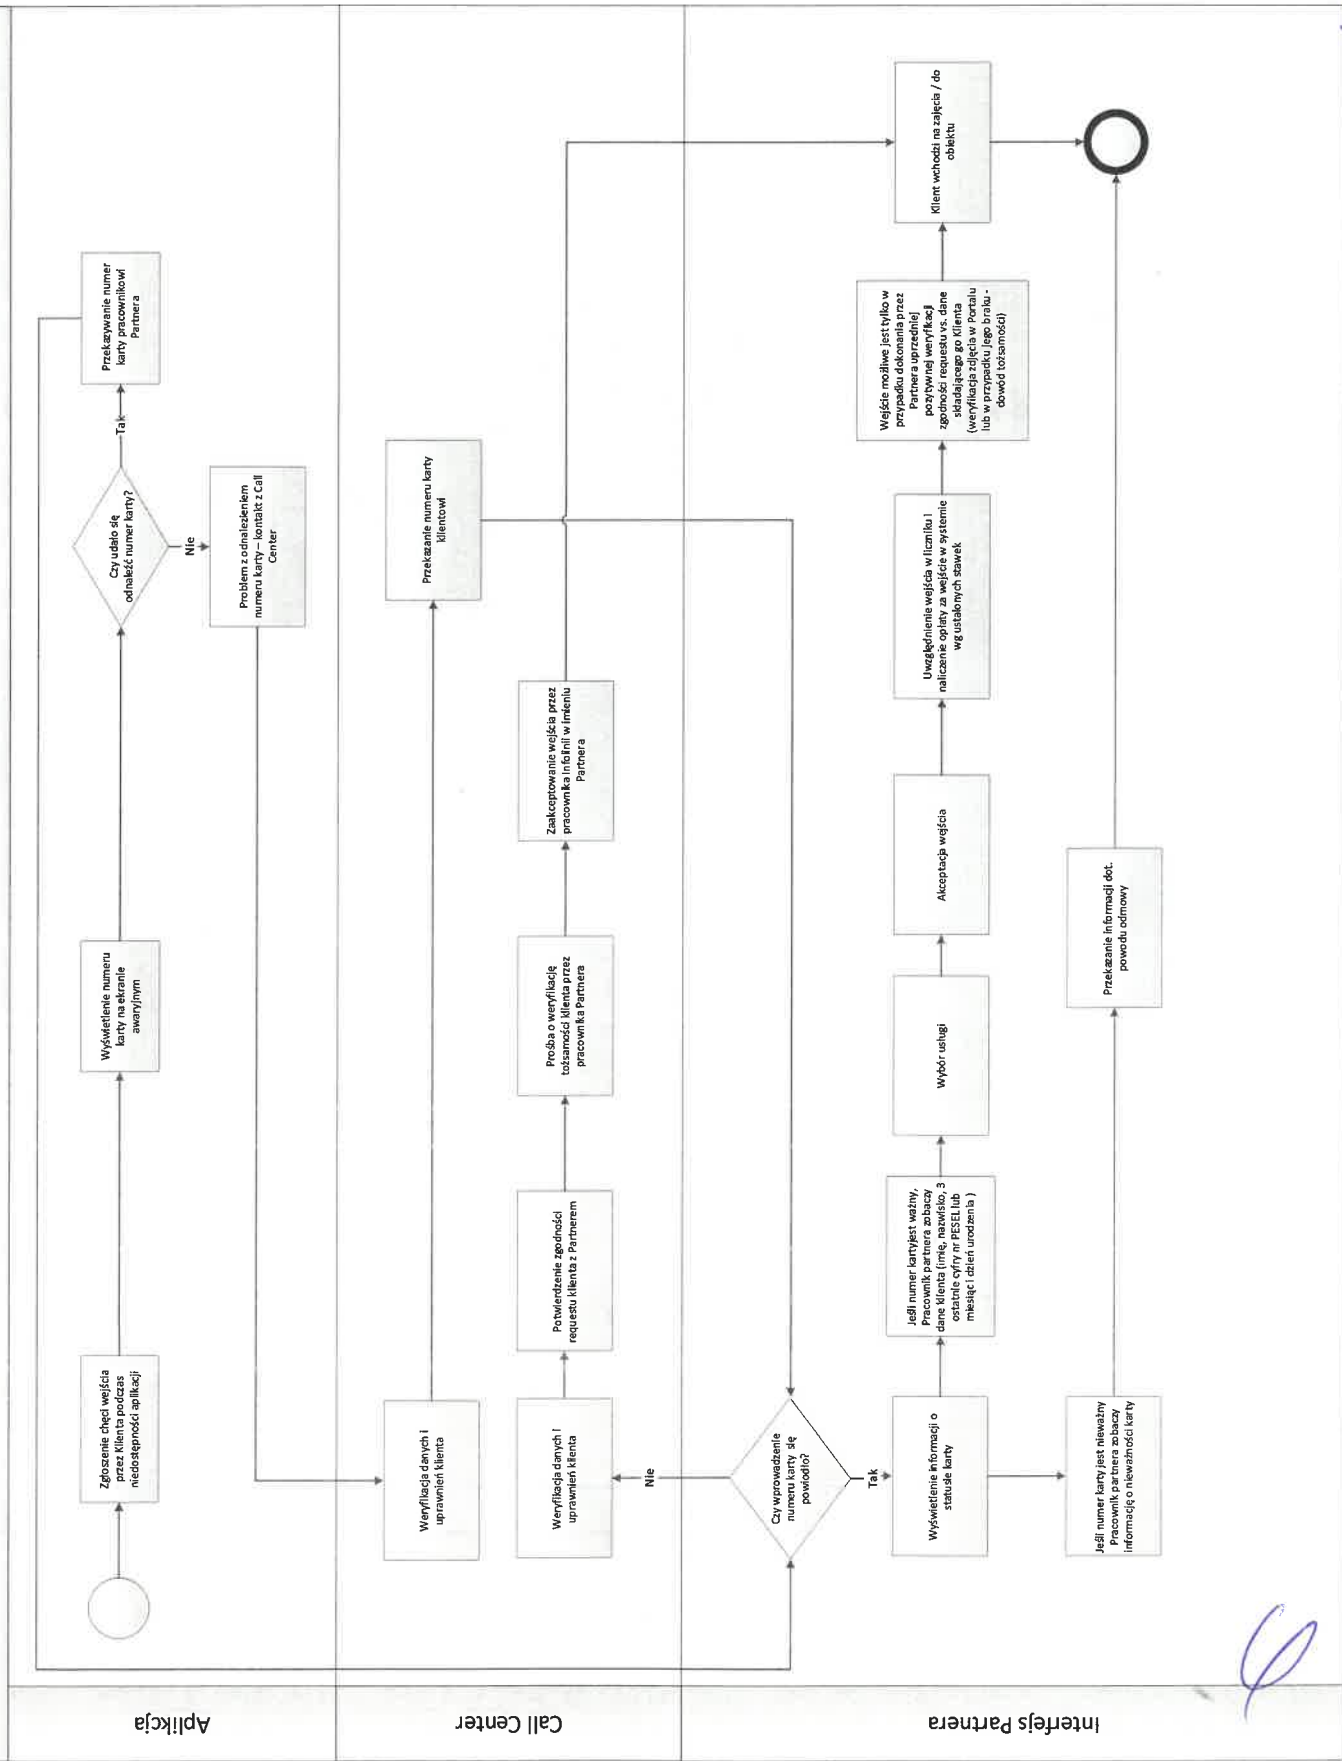 Aplikcja
Zgłoszenie chęci wejścia
przez Klienta podczas
niedostępności aplikacji
Wyświetlenie numeru
karty na ekranie
awaryjnym
Czy udało się
odnaleźć numer karty?
Tak
Przekazywanie numer
karty pracownikowi
Partnera
Nie
Problem z odnalezieniem
numeru karty – kontakt z Call
Center
Call Center
Weryfikacja danych i
uprawnień klienta
Przekazanie numeru karty
klientowi
Weryfikacja danych i
uprawnień klienta
Potwierdzenie zgodności
requestu klienta z Partnerem
Prośba o weryfikację
tożsamości klienta przez
pracownika Partnera
Zaakceptowanie wejścia przez
pracownika Infolinii w imieniu
Partnera
Nie
Interfejs Partnera
Czy wprowadzenie
numeru karty się
powiodło?
Tak
Wyświetlenie informacji o
statusie karty
Jeśli numer karty jest ważny,
Pracownik partnera zobaczy
dane klienta (imię, nazwisko, 3
ostatnie cyfry nr PESEL lub
miesiąc i dzień urodzenia )
Wybór usługi
Akceptacja wejścia
Uwzględnienie wejścia w liczniku i
naliczenie opłaty za wejście w systemie
wg ustalonych stawek
Wejście możliwe jest tylko w
przypadku dokonania przez
Partnera uprzedniej
pozytywnej weryfikacji
zgodności requestu vs. dane
składającego go Klienta
(weryfikacja zdjęcia w Portalu
lub w przypadku jego braku -
dowód tożsamości)
Klient wchodzi na zajęcia / do
obiektu
Jeśli numer karty jest nieważny
Pracownik partnera zobaczy
informację o nieważności karty
Przekazanie informacji dot.
powodu odmowy